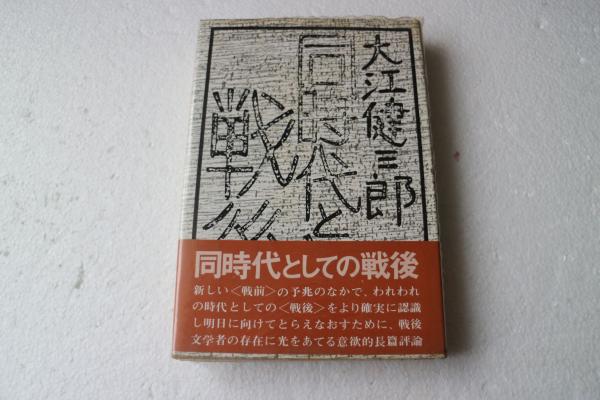 大江健三郎
同時代と
戦後
同時代としての戦後
新しい＜戦前＞の予兆のなかで、われわれ
の時代としての＜戦後＞をより確実に認識
し明日に向けてとらえなおすために、戦後
文学者の存在に光をあてる意欲的長篇評論